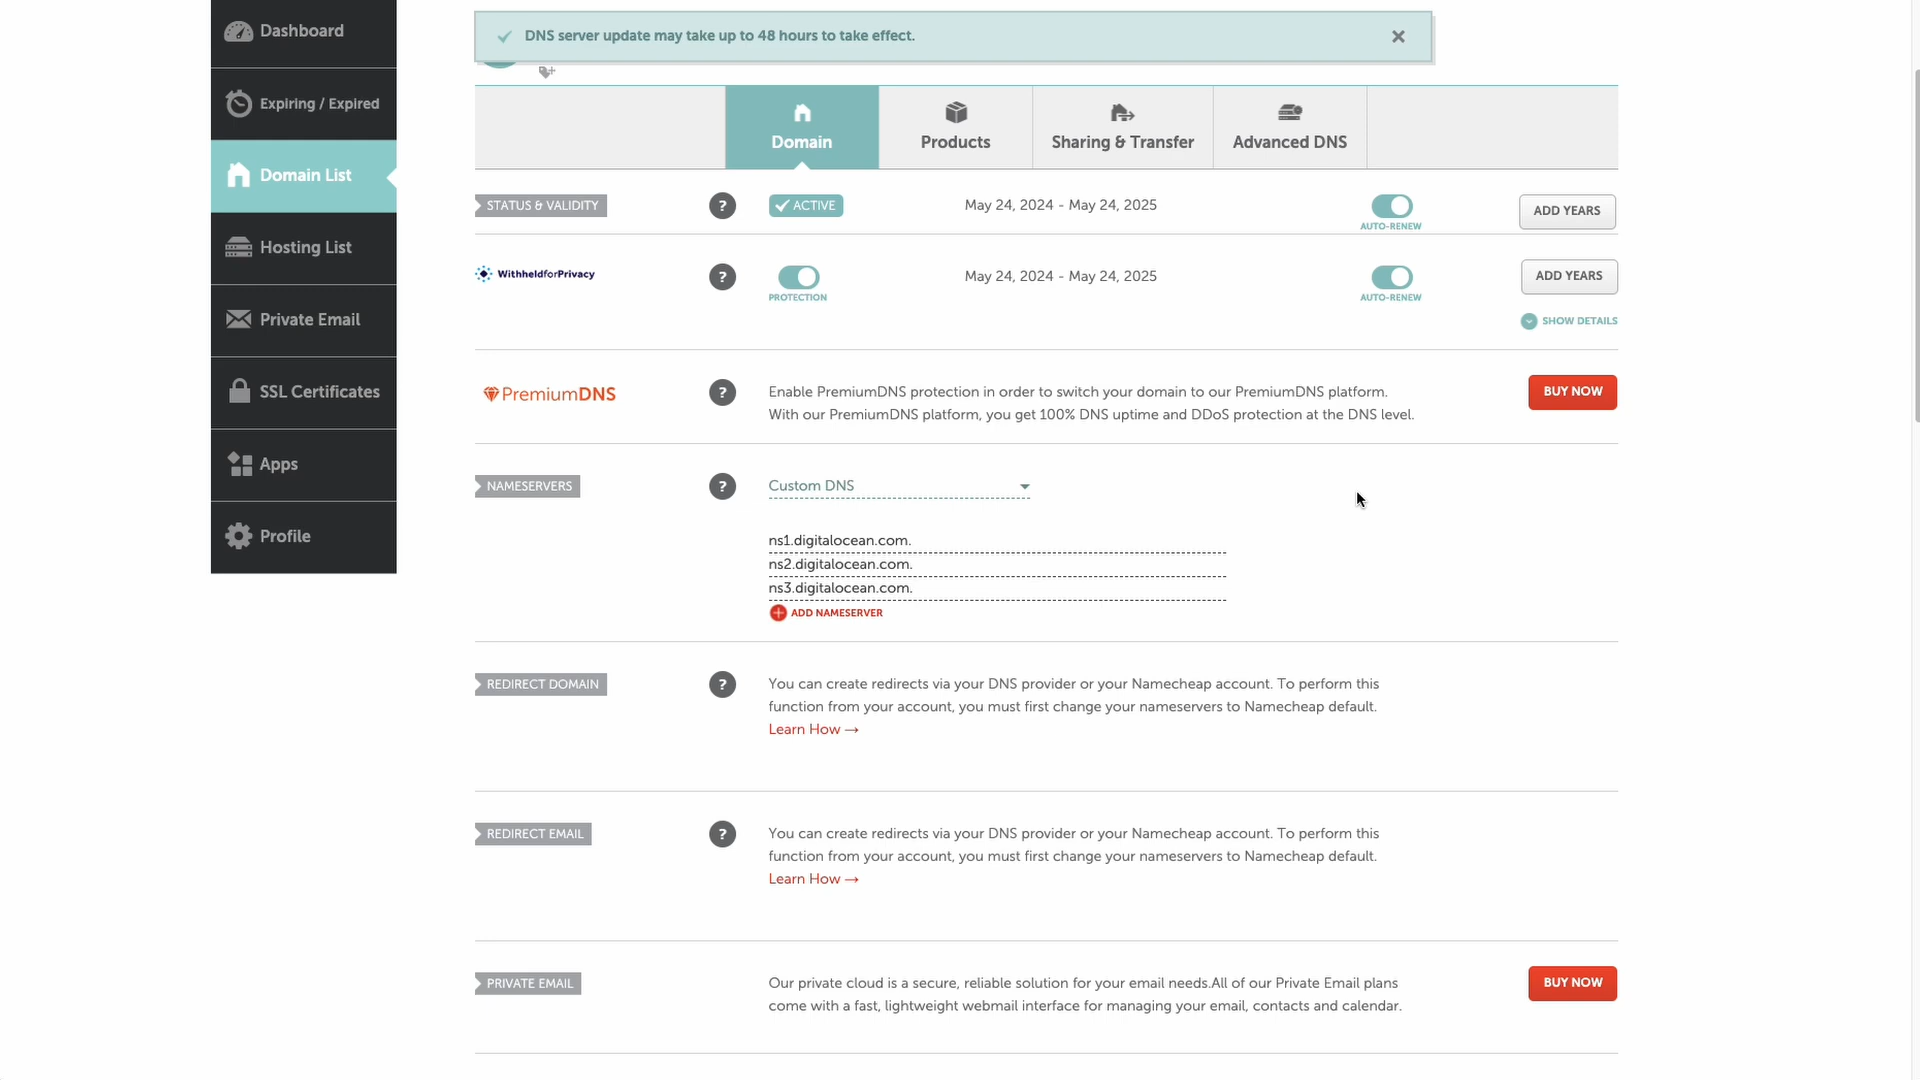 Dashboard
Expiring / Expired
Domain List
Hosting List
Private Email
SSL Certificates
Apps
Profile
DNS server update may take up to 48 hours to take effect.
Domain
Products
Sharing & Transfer
Advanced DNS
STATUS & VALIDITY
?
ACTIVE
May 24, 2024 - May 24, 2025
AUTO-RENEW
ADD YEARS
WithheldforPrivacy
?
PROTECTION
May 24, 2024 - May 24, 2025
AUTO-RENEW
ADD YEARS
SHOW DETAILS
PremiumDNS
?
Enable PremiumDNS protection in order to switch your domain to our PremiumDNS platform.
With our PremiumDNS platform, you get 100% DNS uptime and DDoS protection at the DNS level.
BUY NOW
NAMESERVERS
?
Custom DNS
ns1.digitalocean.com.
ns2.digitalocean.com.
ns3.digitalocean.com.
ADD NAMESERVER
REDIRECT DOMAIN
?
You can create redirects via your DNS provider or your Namecheap account. To perform this
function from your account, you must first change your nameservers to Namecheap default.
Learn How →
REDIRECT EMAIL
?
You can create redirects via your DNS provider or your Namecheap account. To perform this
function from your account, you must first change your nameservers to Namecheap default.
Learn How →
PRIVATE EMAIL
Our private cloud is a secure, reliable solution for your email needs.All of our Private Email plans
come with a fast, lightweight webmail interface for managing your email, contacts and calendar.
BUY NOW